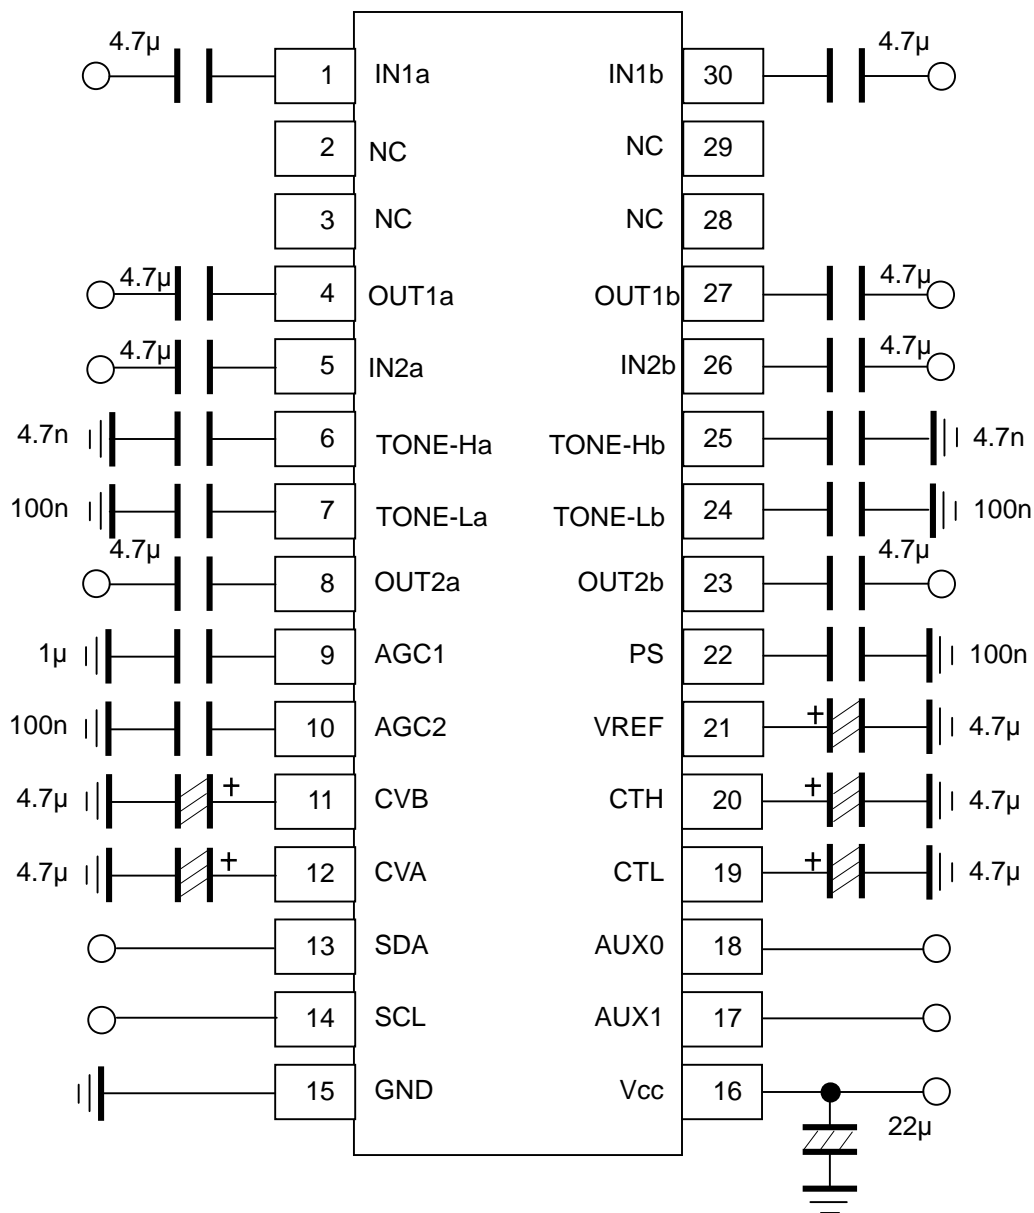 4.7μ 1 IN1a IN1b 30 4.7μ
2 NC NC 29
3 NC NC 28
4.7μ 4 OUT1a OUT1b 27 4.7μ
4.7μ 5 IN2a IN2b 26 4.7μ
4.7n 6 TONE-Ha TONE-Hb 25 4.7n
100n 7 TONE-La TONE-Lb 24 100n
4.7μ 8 OUT2a OUT2b 23 4.7μ
1μ 9 AGC1 PS 22 100n
100n 10 AGC2 VREF 21 + 4.7μ
4.7μ + 11 CVB CTH 20 + 4.7μ
4.7μ + 12 CVA CTL 19 + 4.7μ
13 SDA AUX0 18
14 SCL AUX1 17
15 GND Vcc 16
22μ